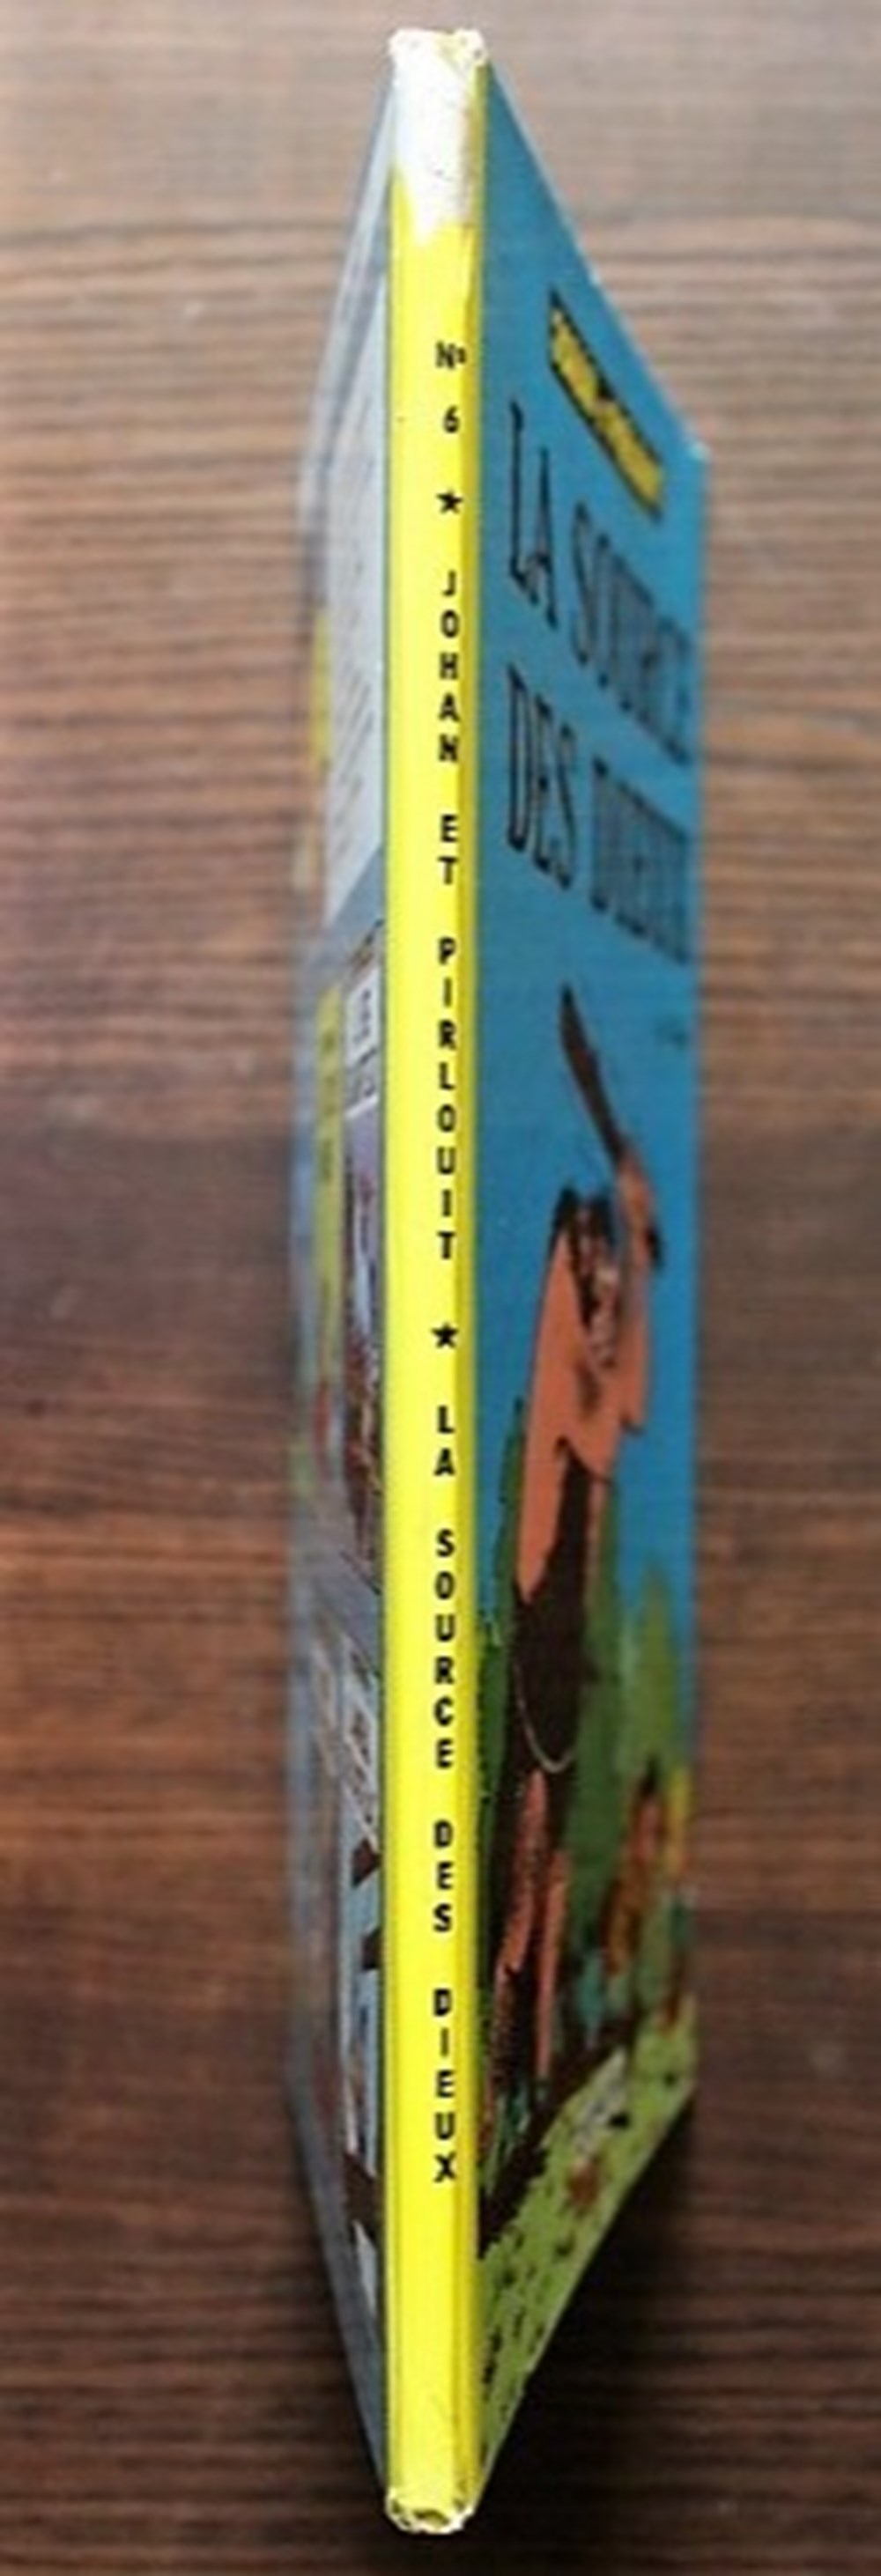 Nº 6 ★ JOHAN ET PIRLOUIT ★ LA SOURCE DES DIEUX
LA SOURCE
DES DIEUX